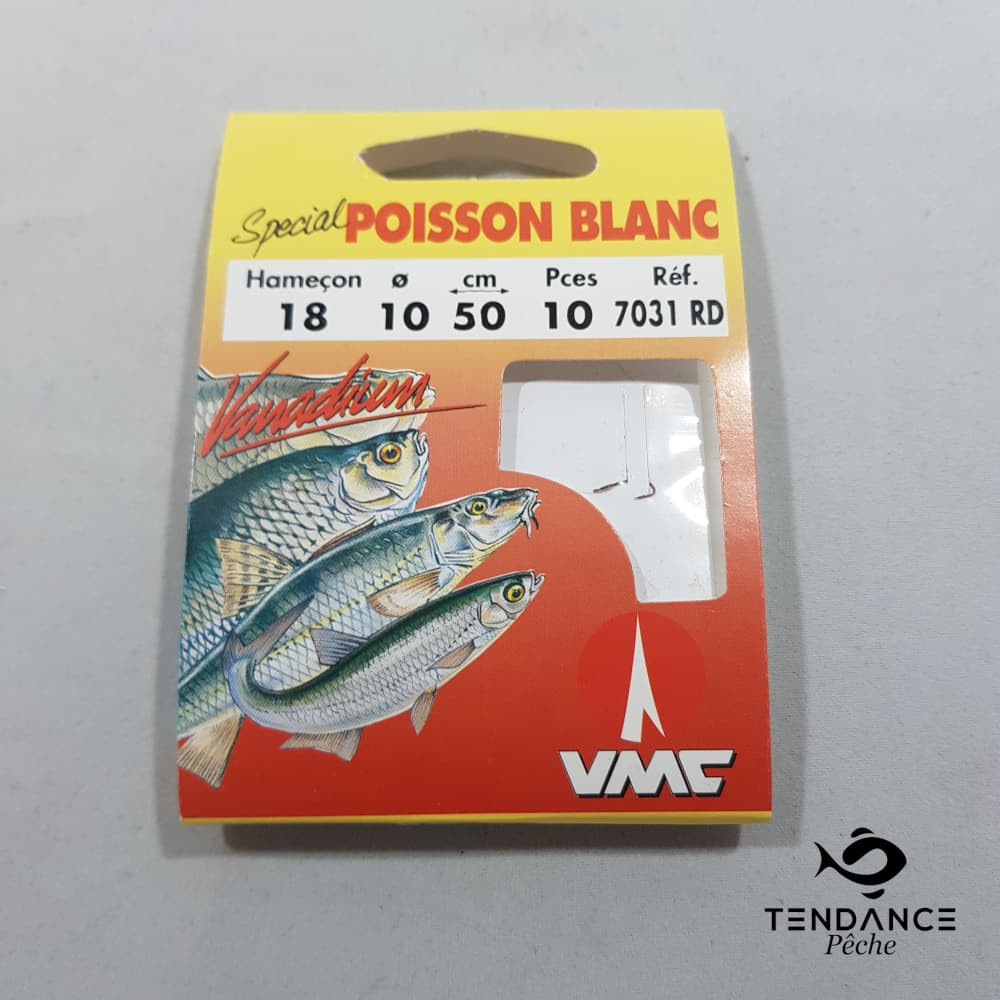 Special POISSON BLANC
Hameçon ø cm Pces Réf.
18 10 50 10 7031 RD
Vanadium
VMC
TENDANCE
Pêche